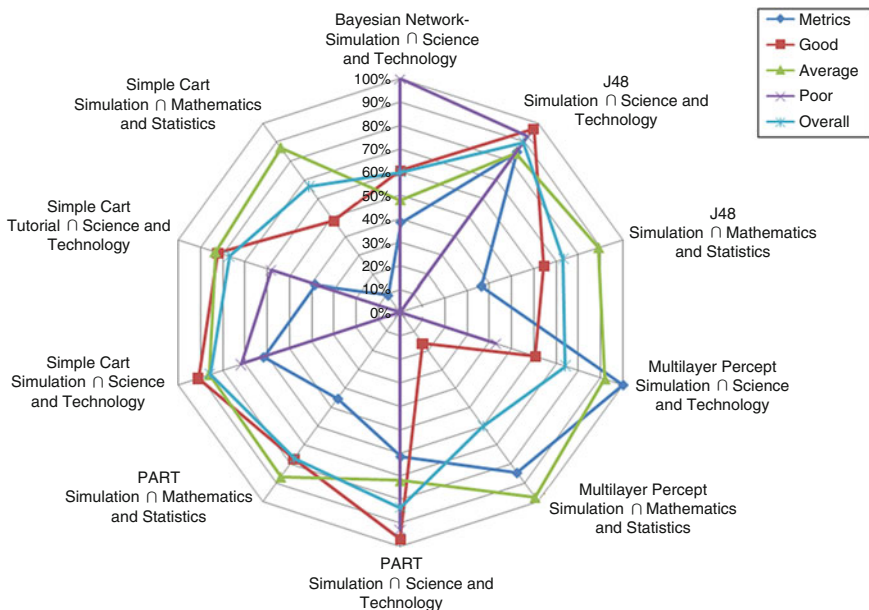 Bayesian Network-
Simulation ∩ Science
and Technology
J48
Simulation ∩ Science and
Technology
J48
Simulation ∩ Mathematics
and Statistics
Multilayer Percept
Simulation ∩ Science
and Technology
Multilayer Percept
Simulation ∩ Mathematics
and Statistics
PART
Simulation ∩ Science and
Technology
PART
Simulation ∩ Mathematics
and Statistics
Simple Cart
Simulation ∩ Science
and Technology
Simple Cart
Tutorial ∩ Science and
Technology
Simple Cart
Simulation ∩ Mathematics
and Statistics
100%
90%
80%
70%
60%
50%
40%
30%
20%
10%
0%
Metrics
Good
Average
Poor
Overall